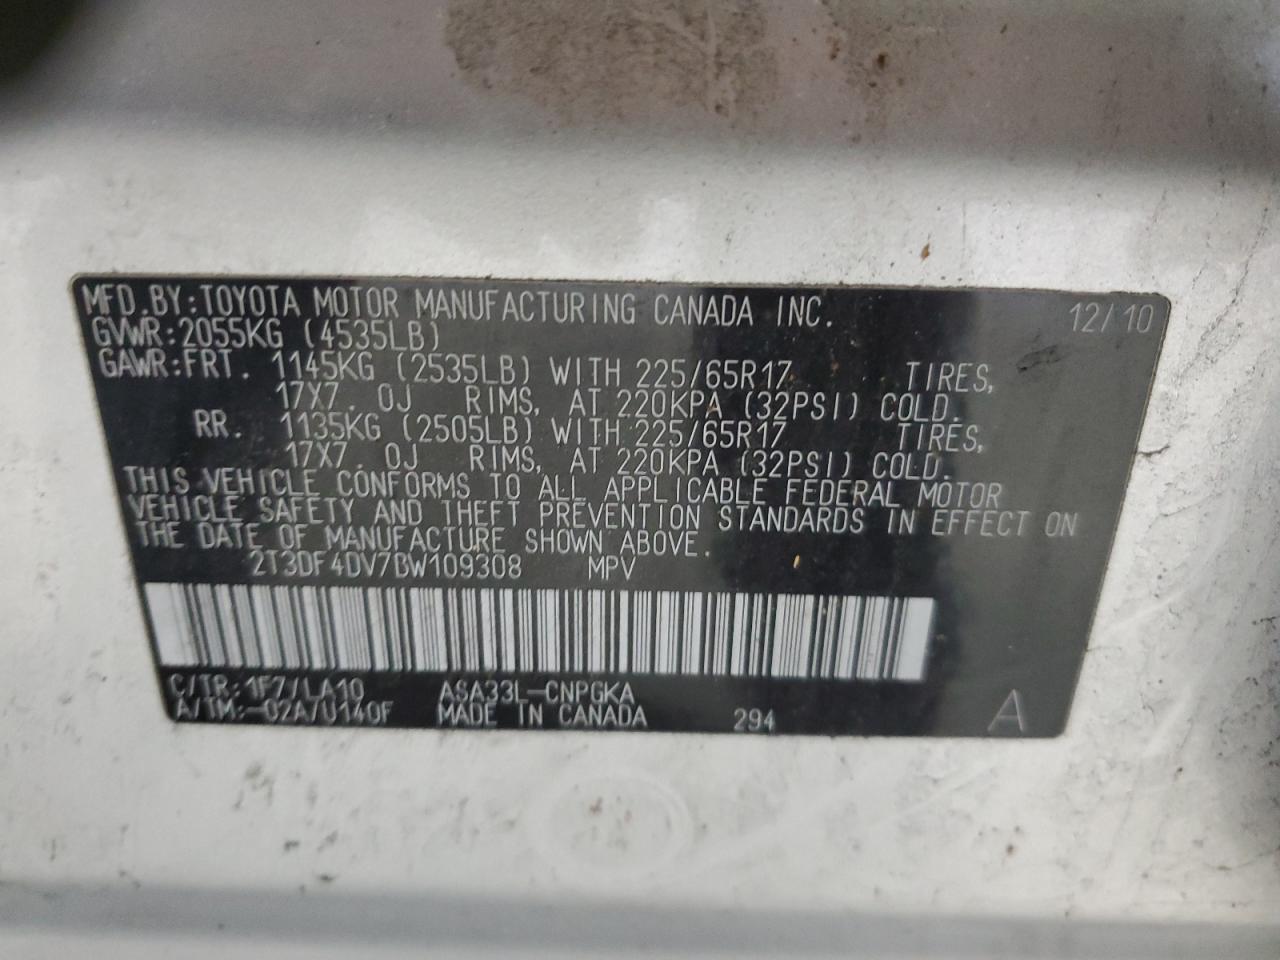 MFD.BY:TOYOTA MOTOR MANUFACTURING CANADA INC. 12/10
GVWR:2055KG (4535LB)
GAWR:FRT. 1145KG (2535LB) WITH 225/65R17 TIRES,
17X7.0J RIMS, AT 220KPA (32PSI) COLD.
RR. 1135KG (2505LB) WITH 225/65R17 TIRES,
17X7.0J RIMS, AT 220KPA (32PSI) COLD.
THIS VEHICLE CONFORMS TO ALL APPLICABLE FEDERAL MOTOR
VEHICLE SAFETY AND THEFT PREVENTION STANDARDS IN EFFECT ON
THE DATE OF MANUFACTURE SHOWN ABOVE.
2T3DF4DV7BW109308 MPV
C/TR:1F7/LA10 ASA33L-CNPGKA
A/TM:-02A/U140F MADE IN CANADA 294 A